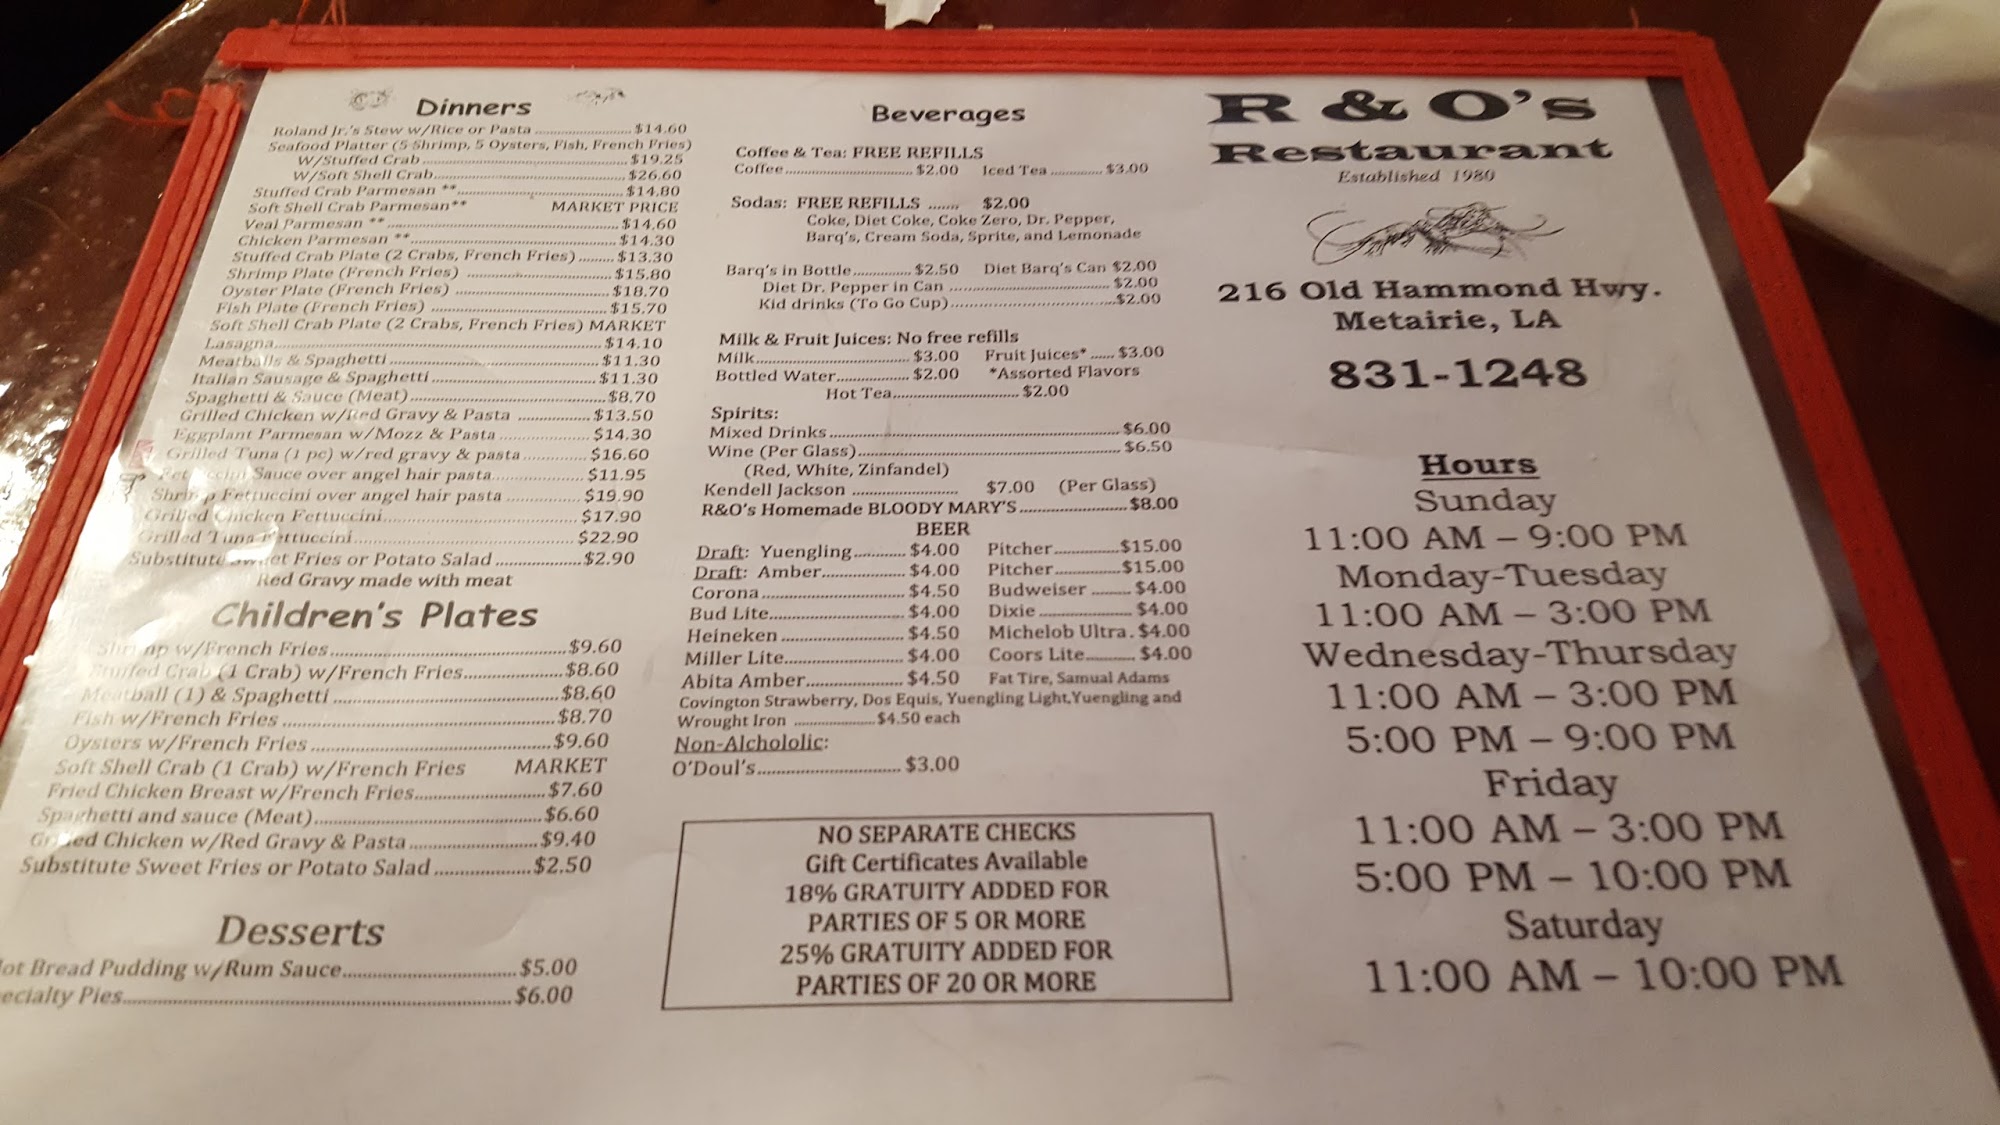 Dinners
Roland Jr.'s Stew w/Rice or Pasta ........................ $14.60
Seafood Platter (5 Shrimp, 5 Oysters, Fish, French Fries)
W/Stuffed Crab ........................ $19.25
W/Soft Shell Crab ........................ $26.60
Stuffed Crab Parmesan ** ........................ $14.80
Soft Shell Crab Parmesan** MARKET PRICE
Veal Parmesan ** ........................ $14.60
Chicken Parmesan ** ........................ $14.30
Stuffed Crab Plate (2 Crabs, French Fries) ........ $13.30
Shrimp Plate (French Fries) ........................ $15.80
Oyster Plate (French Fries) ........................ $18.70
Fish Plate (French Fries) ........................ $15.70
Soft Shell Crab Plate (2 Crabs, French Fries) MARKET
Lasagna ........................ $14.10
Meatballs & Spaghetti ........................ $11.30
Italian Sausage & Spaghetti ........................ $11.30
Spaghetti & Sauce (Meat) ........................ $8.70
Grilled Chicken w/Red Gravy & Pasta ............... $13.50
Eggplant Parmesan w/Mozz & Pasta .................. $14.30
Grilled Tuna (1 pc) w/red gravy & pasta ............. $16.60
Sauce over angel hair pasta .................. $11.95
Shrimp Fettuccini over angel hair pasta ............... $19.90
Grilled Chicken Fettuccini ........................ $17.90
Grilled Tuna Fettuccini ........................ $22.90
Substitute Sweet Fries or Potato Salad .................. $2.90
Red Gravy made with meat
Children's Plates
Shrimp w/French Fries ........................ $9.60
Stuffed Crab (1 Crab) w/French Fries .................. $8.60
Meatball (1) & Spaghetti ........................ $8.60
Fish w/French Fries ........................ $8.70
Oysters w/French Fries ........................ $9.60
Soft Shell Crab (1 Crab) w/French Fries MARKET
Fried Chicken Breast w/French Fries ........................ $7.60
Spaghetti and sauce (Meat) ........................ $6.60
Grilled Chicken w/Red Gravy & Pasta ........................ $9.40
Substitute Sweet Fries or Potato Salad .................. $2.50
Desserts
ot Bread Pudding w/Rum Sauce ........................ $5.00
ecialty Pies ........................ $6.00
Beverages
Coffee & Tea: FREE REFILLS
Coffee ........................ $2.00 Iced Tea ............ $3.00
Sodas: FREE REFILLS ....... $2.00
Coke, Diet Coke, Coke Zero, Dr. Pepper,
Barq's, Cream Soda, Sprite, and Lemonade
Barq's in Bottle ............. $2.50 Diet Barq's Can $2.00
Diet Dr. Pepper in Can ........................ $2.00
Kid drinks (To Go Cup) ........................ $2.00
Milk & Fruit Juices: No free refills
Milk ........................ $3.00 Fruit Juices* ...... $3.00
Bottled Water ............... $2.00 *Assorted Flavors
Hot Tea ........................ $2.00
Spirits:
Mixed Drinks ........................ $6.00
Wine (Per Glass) ........................ $6.50
(Red, White, Zinfandel)
Kendell Jackson ........................ $7.00 (Per Glass)
R&O's Homemade BLOODY MARY'S ........................ $8.00
BEER
Draft: Yuengling ........... $4.00 Pitcher ............. $15.00
Draft: Amber .................. $4.00 Pitcher ............. $15.00
Corona ........................ $4.50 Budweiser ........ $4.00
Bud Lite ........................ $4.00 Dixie .................. $4.00
Heineken ........................ $4.50 Michelob Ultra . $4.00
Miller Lite ........................ $4.00 Coors Lite .......... $4.00
Abita Amber .................. $4.50 Fat Tire, Samual Adams
Covington Strawberry, Dos Equis, Yuengling Light,Yuengling and
Wrought Iron .................. $4.50 each
Non-Alchololic:
O'Doul's ........................ $3.00
NO SEPARATE CHECKS
Gift Certificates Available
18% GRATUITY ADDED FOR
PARTIES OF 5 OR MORE
25% GRATUITY ADDED FOR
PARTIES OF 20 OR MORE
R & O's
Restaurant
Established 1980
216 Old Hammond Hwy.
Metairie, LA
831-1248
Hours
Sunday
11:00 AM – 9:00 PM
Monday-Tuesday
11:00 AM – 3:00 PM
Wednesday-Thursday
11:00 AM – 3:00 PM
5:00 PM – 9:00 PM
Friday
11:00 AM – 3:00 PM
5:00 PM – 10:00 PM
Saturday
11:00 AM – 10:00 PM